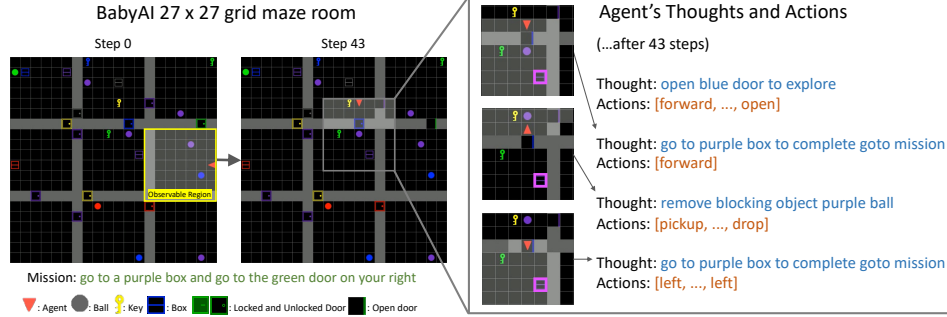 BabyAI 27 x 27 grid maze room
Step 0
Step 43
Observable Region
Mission: go to a purple box and go to the green door on your right
: Agent : Ball : Key : Box : Locked and Unlocked Door : Open door
Agent's Thoughts and Actions
(...after 43 steps)
Thought: open blue door to explore
Actions: [forward, ..., open]
Thought: go to purple box to complete goto mission
Actions: [forward]
Thought: remove blocking object purple ball
Actions: [pickup, ..., drop]
Thought: go to purple box to complete goto mission
Actions: [left, ..., left]